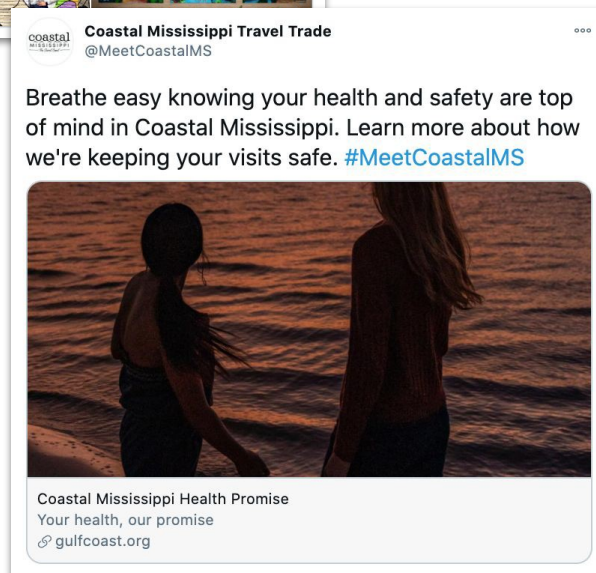 coastal
MISSISSIPPI
Coastal Mississippi Travel Trade
@MeetCoastalMS
Breathe easy knowing your health and safety are top
of mind in Coastal Mississippi. Learn more about how
we're keeping your visits safe. #MeetCoastalMS
Coastal Mississippi Health Promise
Your health, our promise
gulfcoast.org